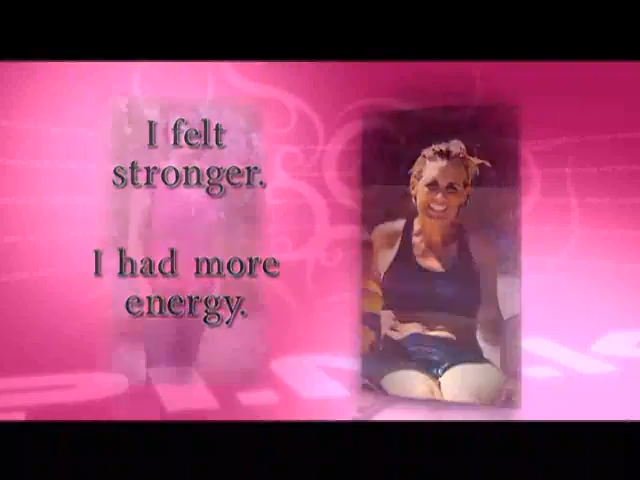 I felt
stronger.
I had more
energy.